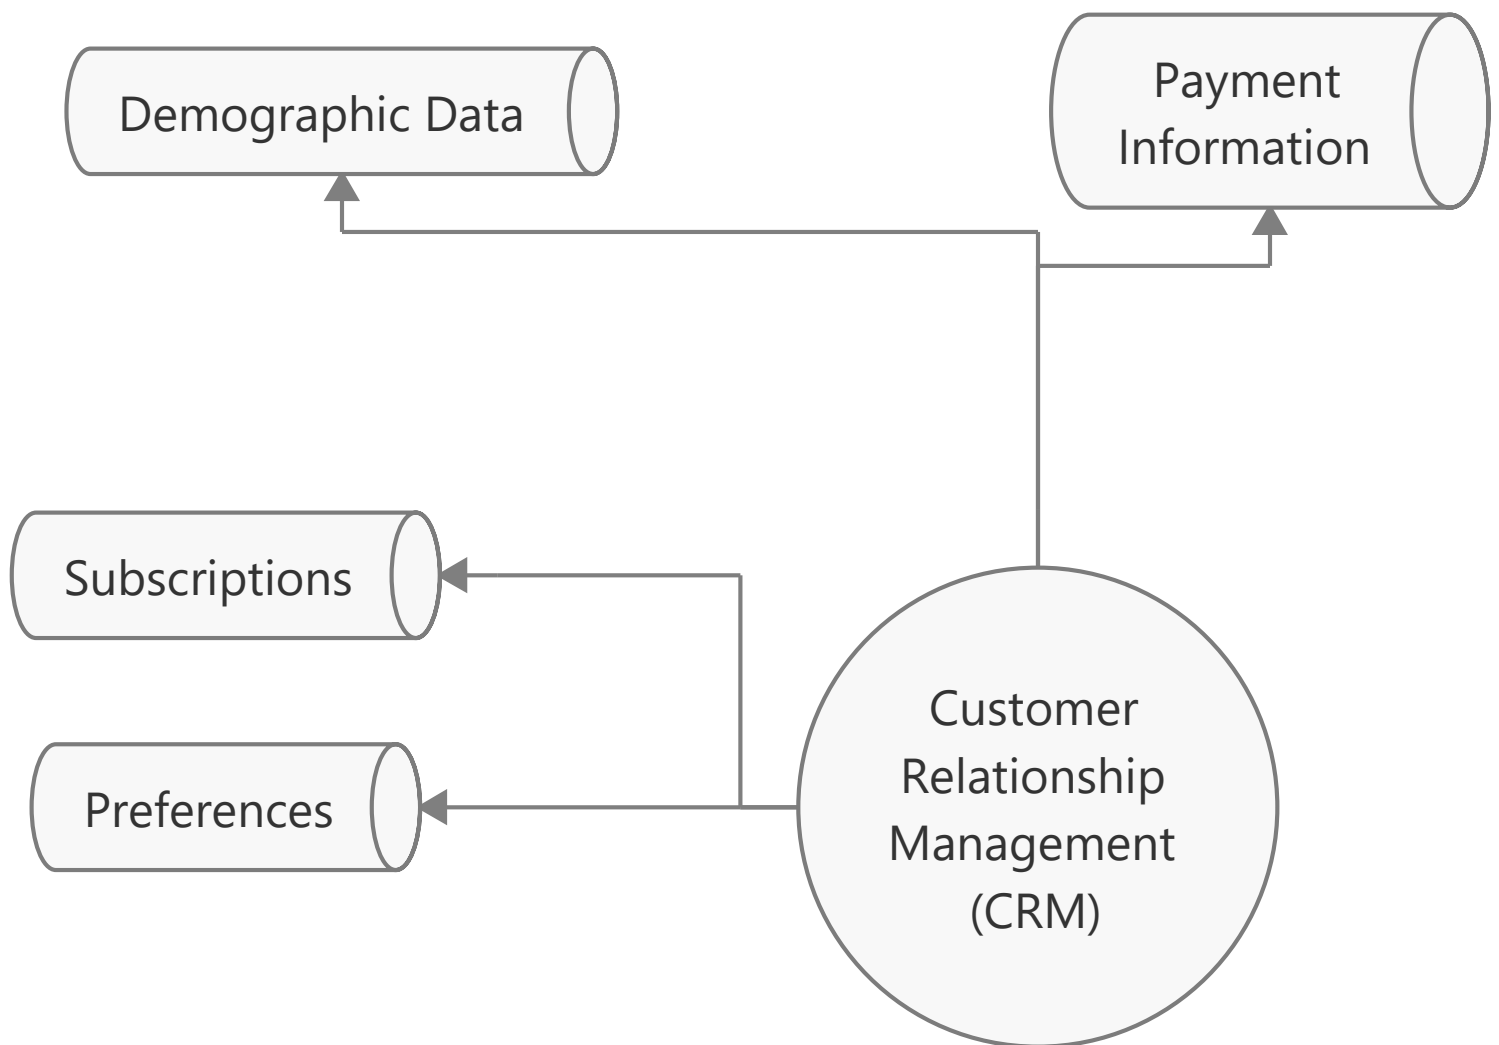 Demographic Data
Payment
Information
Subscriptions
Preferences
Customer
Relationship
Management
(CRM)